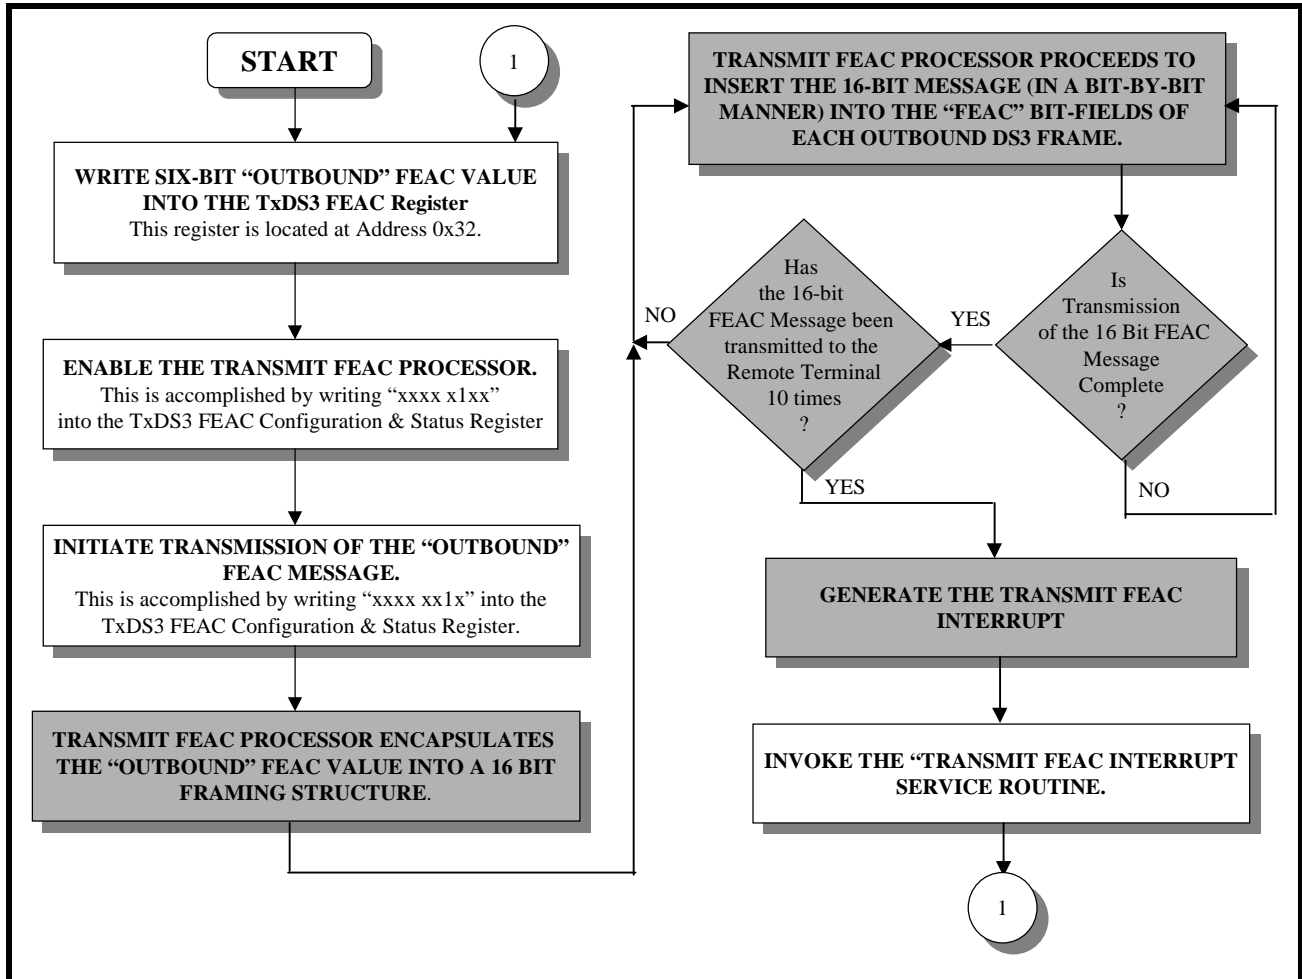 START
1
WRITE SIX-BIT “OUTBOUND” FEAC VALUE
INTO THE TxDS3 FEAC Register
This register is located at Address 0x32.
ENABLE THE TRANSMIT FEAC PROCESSOR.
This is accomplished by writing “xxxx x1xx”
into the TxDS3 FEAC Configuration & Status Register
INITIATE TRANSMISSION OF THE “OUTBOUND”
FEAC MESSAGE.
This is accomplished by writing “xxxx xx1x” into the
TxDS3 FEAC Configuration & Status Register.
TRANSMIT FEAC PROCESSOR ENCAPSULATES
THE “OUTBOUND” FEAC VALUE INTO A 16 BIT
FRAMING STRUCTURE.
TRANSMIT FEAC PROCESSOR PROCEEDS TO
INSERT THE 16-BIT MESSAGE (IN A BIT-BY-BIT
MANNER) INTO THE “FEAC” BIT-FIELDS OF
EACH OUTBOUND DS3 FRAME.
Is
Transmission
of the 16 Bit FEAC
Message
Complete
?
YES
NO
Has
the 16-bit
FEAC Message been
transmitted to the
Remote Terminal
10 times
?
NO
YES
GENERATE THE TRANSMIT FEAC
INTERRUPT
INVOKE THE “TRANSMIT FEAC INTERRUPT
SERVICE ROUTINE.
1